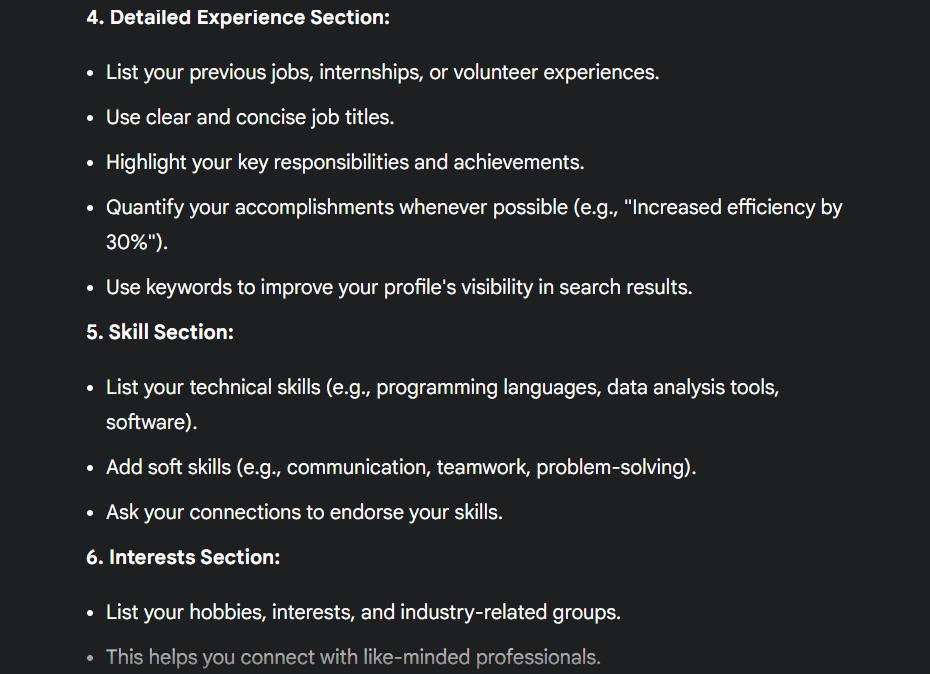 4. Detailed Experience Section:
• List your previous jobs, internships, or volunteer experiences.
• Use clear and concise job titles.
• Highlight your key responsibilities and achievements.
• Quantify your accomplishments whenever possible (e.g., "Increased efficiency by
30%").
• Use keywords to improve your profile's visibility in search results.
5. Skill Section:
• List your technical skills (e.g., programming languages, data analysis tools,
software).
• Add soft skills (e.g., communication, teamwork, problem-solving).
• Ask your connections to endorse your skills.
6. Interests Section:
• List your hobbies, interests, and industry-related groups.
• This helps you connect with like-minded professionals.